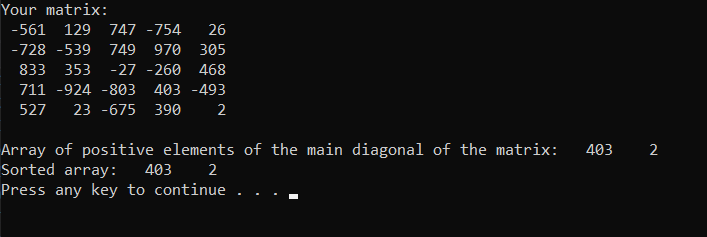 Your matrix:
 -561  129  747 -754   26
 -728 -539  749  970  305
  833  353  -27 -260  468
  711 -924 -803  403 -493
  527   23 -675  390    2
Array of positive elements of the main diagonal of the matrix:   403    2
Sorted array:   403    2
Press any key to continue . . .